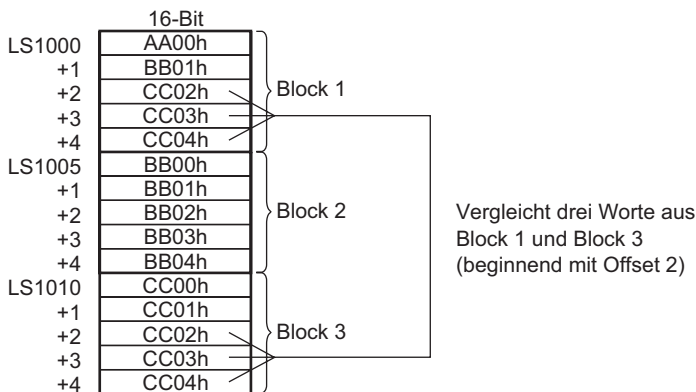 16-Bit
LS1000 AA00h
+1 BB01h
+2 CC02h
Block 1
+3 CC03h
+4 CC04h
LS1005 BB00h
+1 BB01h
+2 BB02h
Block 2
+3 BB03h
+4 BB04h
LS1010 CC00h
+1 CC01h
+2 CC02h
Block 3
+3 CC03h
+4 CC04h
Vergleicht drei Worte aus
Block 1 und Block 3
(beginnend mit Offset 2)